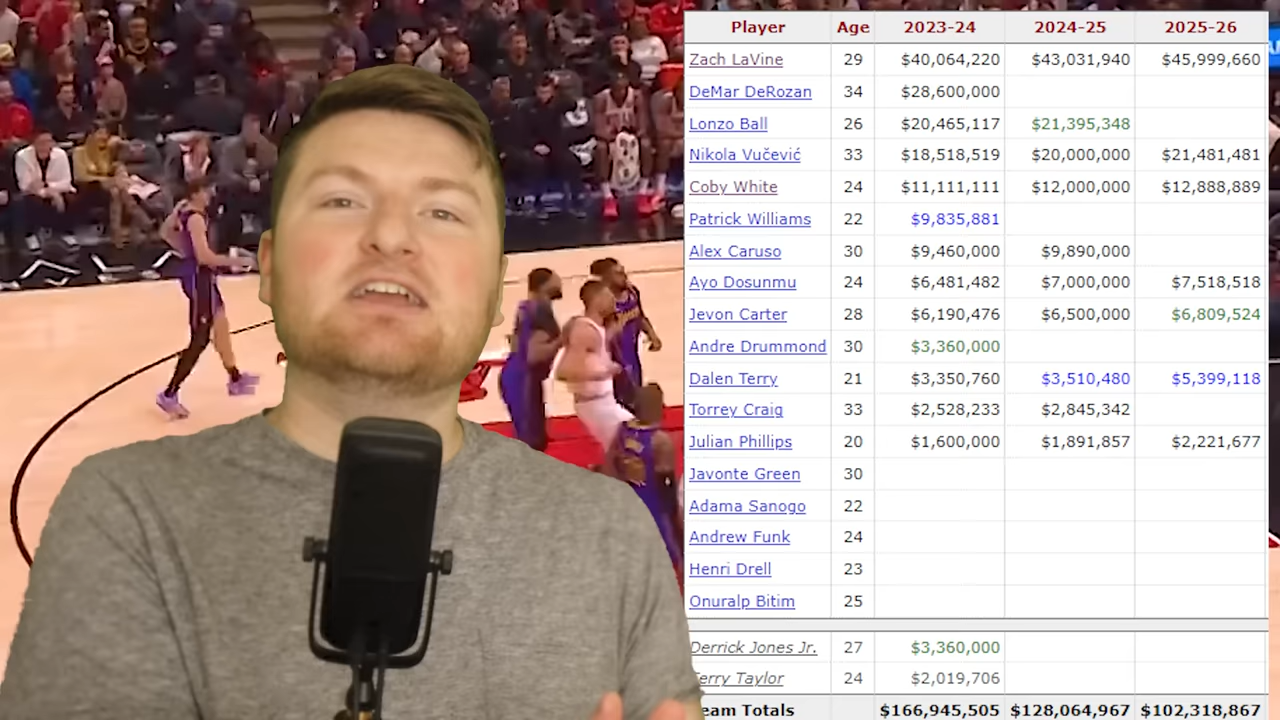 Player Age 2023-24 2024-25 2025-26
Zach LaVine 29 $40,064,220 $43,031,940 $45,999,660
DeMar DeRozan 34 $28,600,000
Lonzo Ball 26 $20,465,117 $21,395,348
Nikola Vučević 33 $18,518,519 $20,000,000 $21,481,481
Coby White 24 $11,111,111 $12,000,000 $12,888,889
Patrick Williams 22 $9,835,881
Alex Caruso 30 $9,460,000 $9,890,000
Ayo Dosunmu 24 $6,481,482 $7,000,000 $7,518,518
Jevon Carter 28 $6,190,476 $6,500,000 $6,809,524
Andre Drummond 30 $3,360,000
Dalen Terry 21 $3,350,760 $3,510,480 $5,399,118
Torrey Craig 33 $2,528,233 $2,845,342
Julian Phillips 20 $1,600,000 $1,891,857 $2,221,677
Javonte Green 30
Adama Sanogo 22
Andrew Funk 24
Henri Drell 23
Onuralp Bitim 25
Derrick Jones Jr. 27 $3,360,000
erry Taylor 24 $2,019,706
eam Totals $166,945,505 $128,064,967 $102,318,867